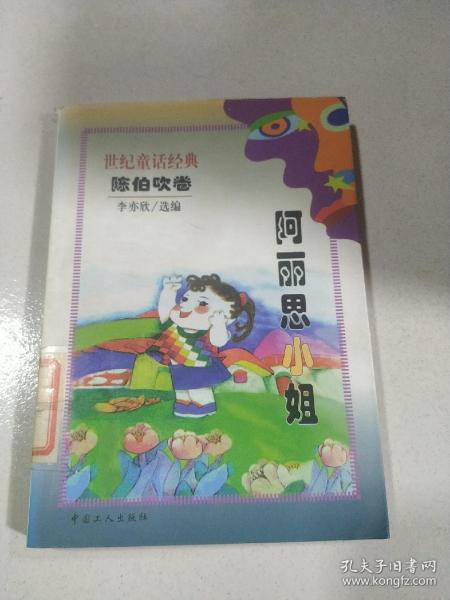 世纪童话经典
陈伯吹卷
李亦欣/选编
阿丽思小姐
中国工人出版社
孔夫子旧书网
www.kongfz.com